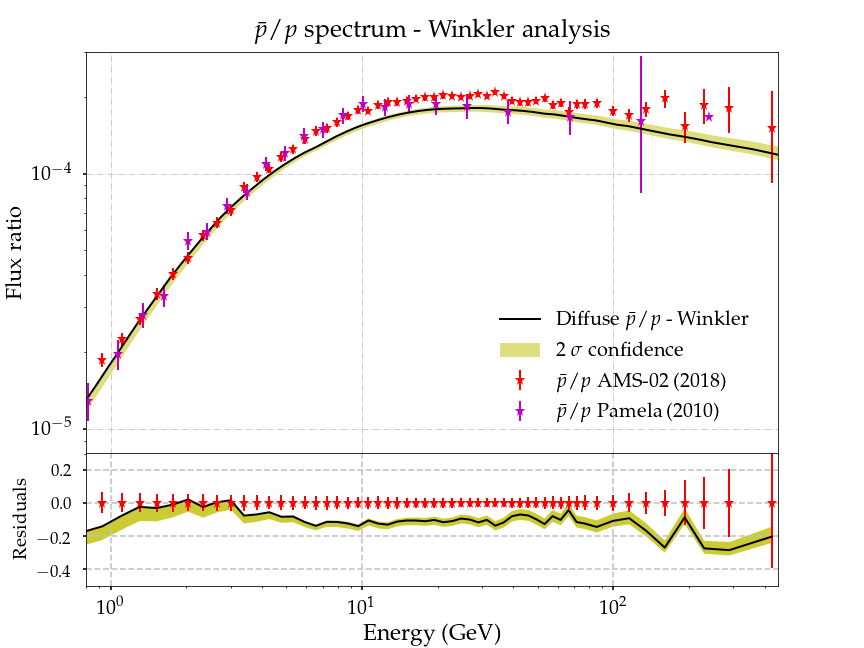 p̄/p spectrum - Winkler analysis
Flux ratio
10⁻⁴
10⁻⁵
Diffuse p̄/p - Winkler
2 σ confidence
p̄/p AMS-02 (2018)
p̄/p Pamela (2010)
Residuals
0.2
0.0
−0.2
−0.4
10⁰ 10¹ 10²
Energy (GeV)